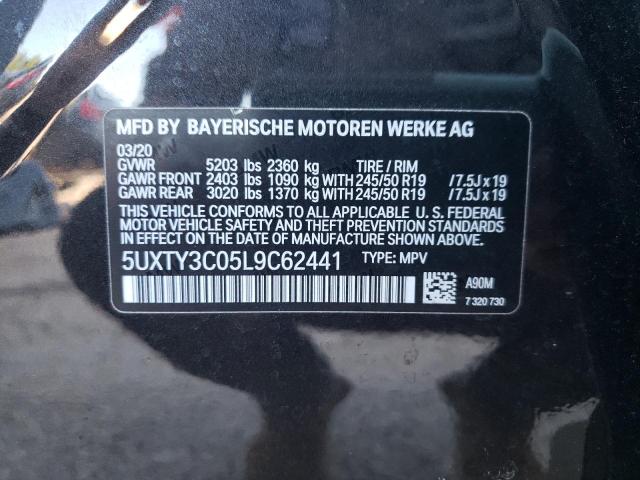 MFD BY BAYERISCHE MOTOREN WERKE AG
03/20
GVWR 5203 lbs 2360 kg TIRE / RIM
GAWR FRONT 2403 lbs 1090 kg WITH 245/50 R19 / 7.5J x 19
GAWR REAR 3020 lbs 1370 kg WITH 245/50 R19 / 7.5J x 19
THIS VEHICLE CONFORMS TO ALL APPLICABLE U. S. FEDERAL
MOTOR VEHICLE SAFETY AND THEFT PREVENTION STANDARDS
IN EFFECT ON THE DATE OF MANUFACTURE SHOWN ABOVE.
5UXTY3C05L9C62441 TYPE: MPV
A90M
7 320 730